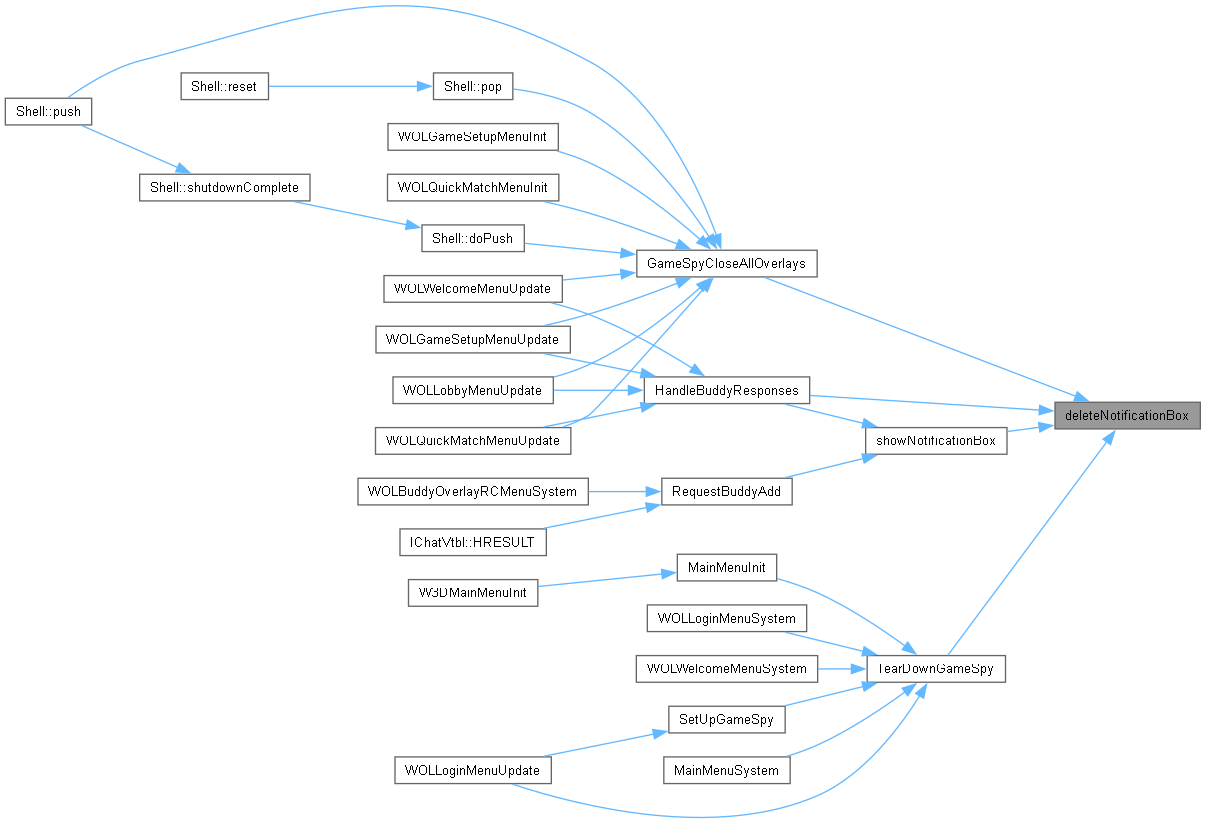 Shell::reset
Shell::pop
Shell::push
WOLGameSetupMenuInit
WOLQuickMatchMenuInit
Shell::shutdownComplete
Shell::doPush
GameSpyCloseAllOverlays
WOLWelcomeMenuUpdate
WOLGameSetupMenuUpdate
WOLLobbyMenuUpdate
HandleBuddyResponses
deleteNotificationBox
WOLQuickMatchMenuUpdate
showNotificationBox
WOLBuddyOverlayRCMenuSystem
RequestBuddyAdd
IChatVtbl::HRESULT
MainMenuInit
W3DMainMenuInit
WOLLoginMenuSystem
WOLWelcomeMenuSystem
TearDownGameSpy
SetUpGameSpy
WOLLoginMenuUpdate
MainMenuSystem